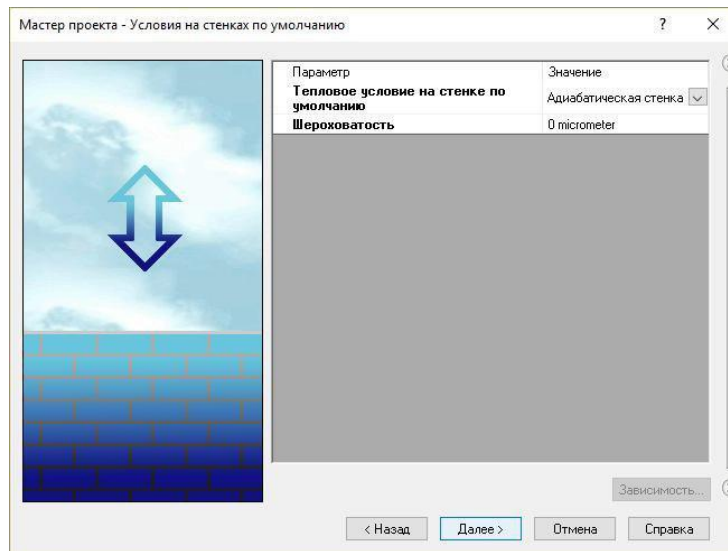 Мастер проекта - Условия на стенках по умолчанию
Параметр Значение
Тепловое условие на стенке по умолчанию Адиабатическая стенка
Шероховатость 0 micrometer
Зависимость...
< Назад Далее > Отмена Справка